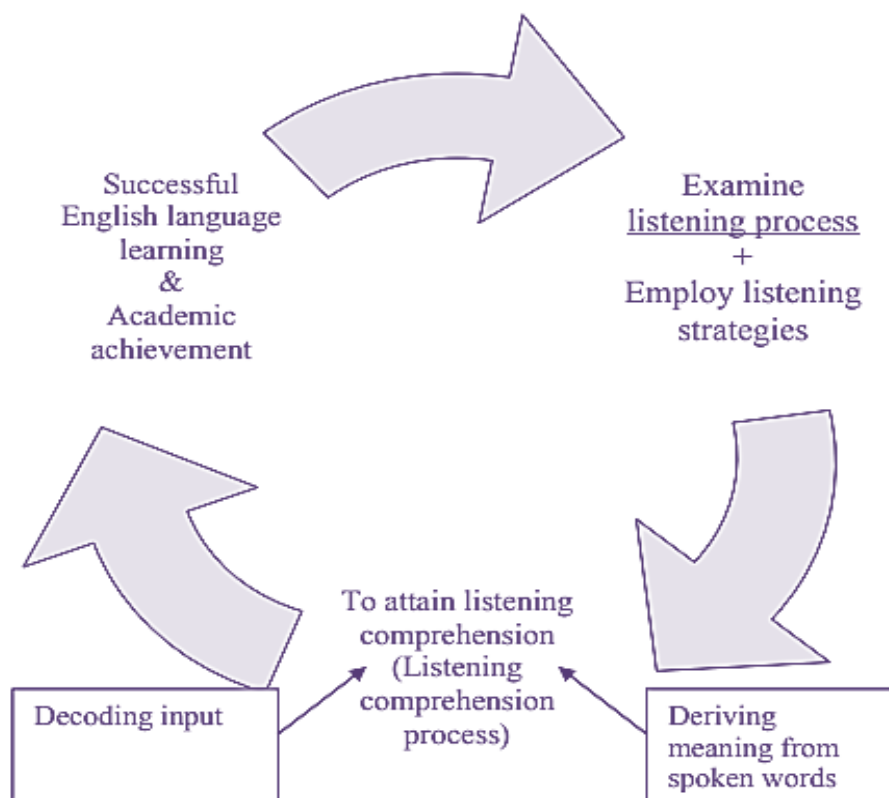 Successful
English language
learning
&
Academic
achievement
Examine
listening process
+
Employ listening
strategies
To attain listening
comprehension
(Listening
comprehension
process)
Decoding input
Deriving
meaning from
spoken words